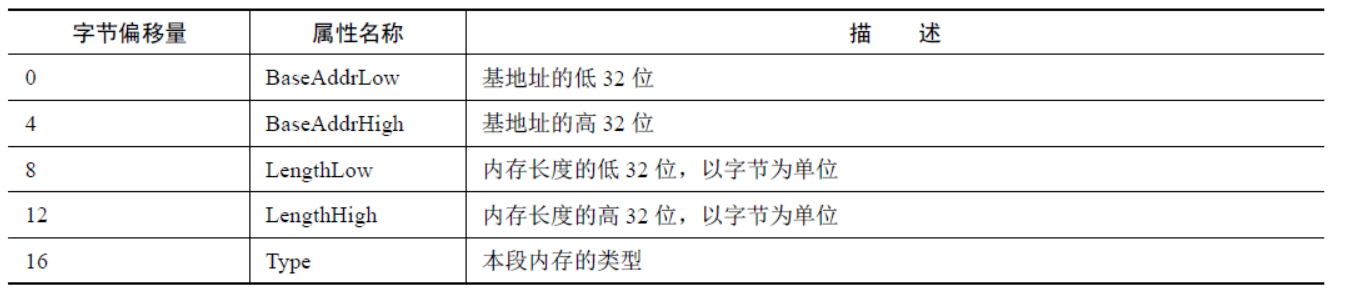 字节偏移量 属性名称 描 述
0 BaseAddrLow 基地址的低 32 位
4 BaseAddrHigh 基地址的高 32 位
8 LengthLow 内存长度的低 32 位，以字节为单位
12 LengthHigh 内存长度的高 32 位，以字节为单位
16 Type 本段内存的类型